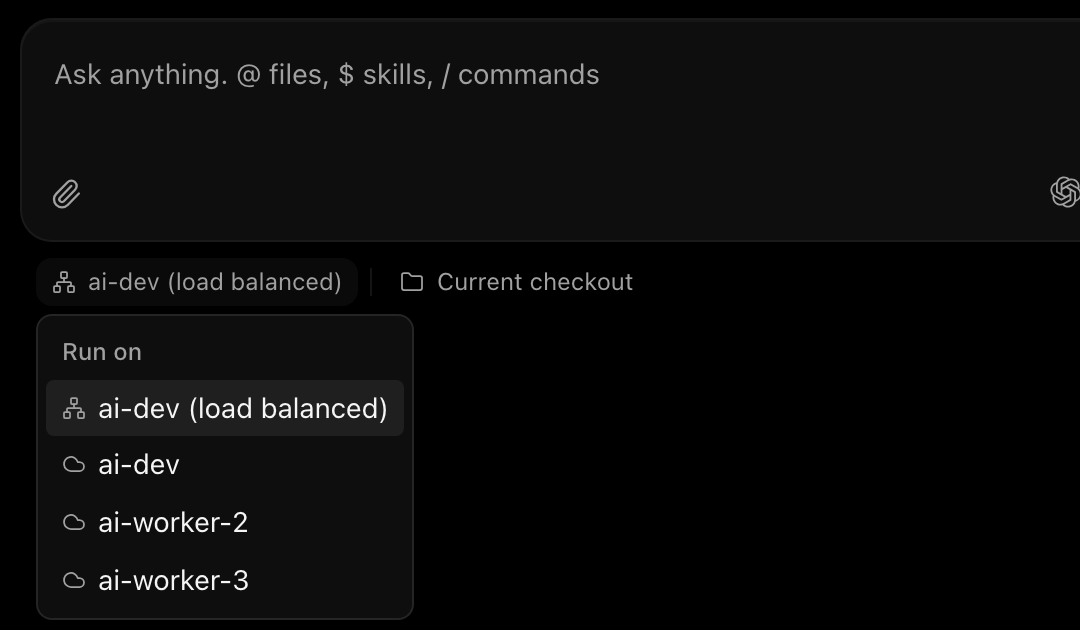 Ask anything. @ files, $ skills, / commands
ai-dev (load balanced)
Current checkout
Run on
ai-dev (load balanced)
ai-dev
ai-worker-2
ai-worker-3